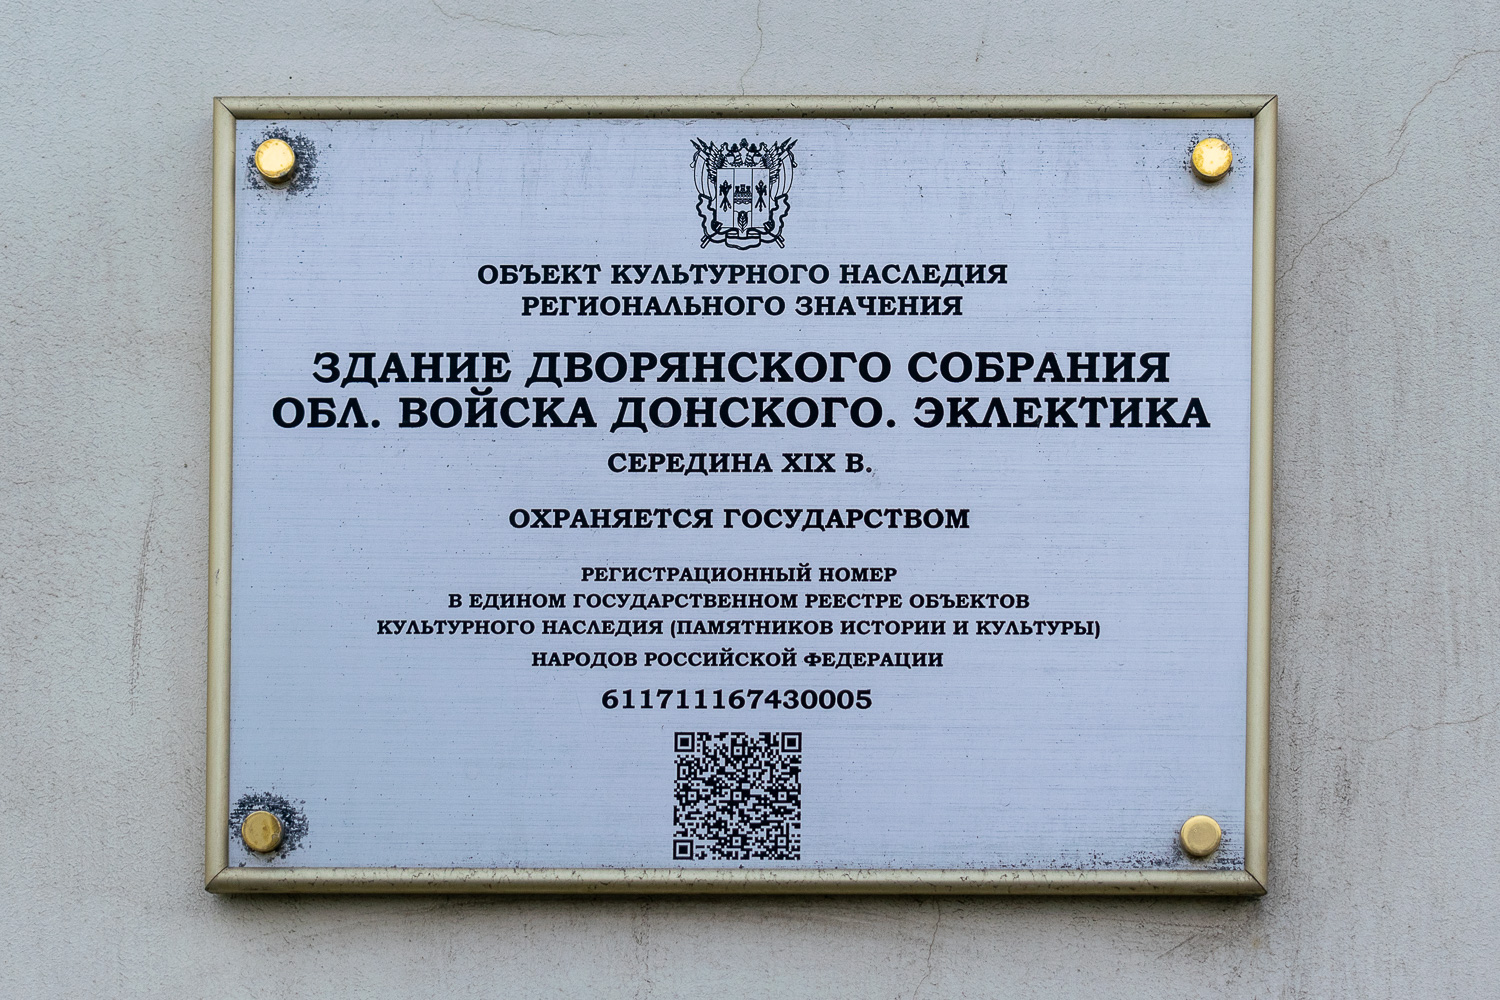 ОБЪЕКТ КУЛЬТУРНОГО НАСЛЕДИЯ
РЕГИОНАЛЬНОГО ЗНАЧЕНИЯ
ЗДАНИЕ ДВОРЯНСКОГО СОБРАНИЯ
ОБЛ. ВОЙСКА ДОНСКОГО. ЭКЛЕКТИКА
СЕРЕДИНА XIX В.
ОХРАНЯЕТСЯ ГОСУДАРСТВОМ
РЕГИСТРАЦИОННЫЙ НОМЕР
В ЕДИНОМ ГОСУДАРСТВЕННОМ РЕЕСТРЕ ОБЪЕКТОВ
КУЛЬТУРНОГО НАСЛЕДИЯ (ПАМЯТНИКОВ ИСТОРИИ И КУЛЬТУРЫ)
НАРОДОВ РОССИЙСКОЙ ФЕДЕРАЦИИ
611711167430005